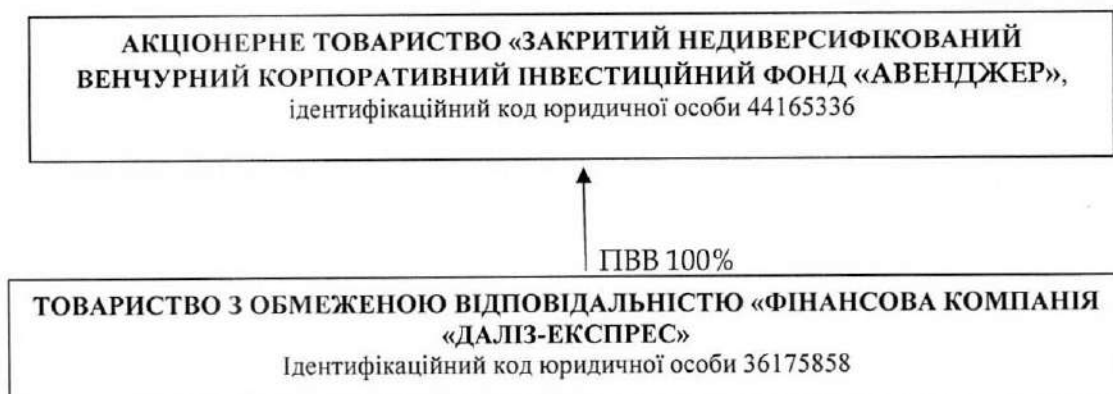 АКЦІОНЕРНЕ ТОВАРИСТВО «ЗАКРИТИЙ НЕДИВЕРСИФІКОВАНИЙ
ВЕНЧУРНИЙ КОРПОРАТИВНИЙ ІНВЕСТИЦІЙНИЙ ФОНД «АВЕНДЖЕР»,
ідентифікаційний код юридичної особи 44165336
ПВВ 100%
ТОВАРИСТВО З ОБМЕЖЕНОЮ ВІДПОВІДАЛЬНІСТЮ «ФІНАНСОВА КОМПАНІЯ
«ДАЛІЗ-ЕКСПРЕС»
Ідентифікаційний код юридичної особи 36175858